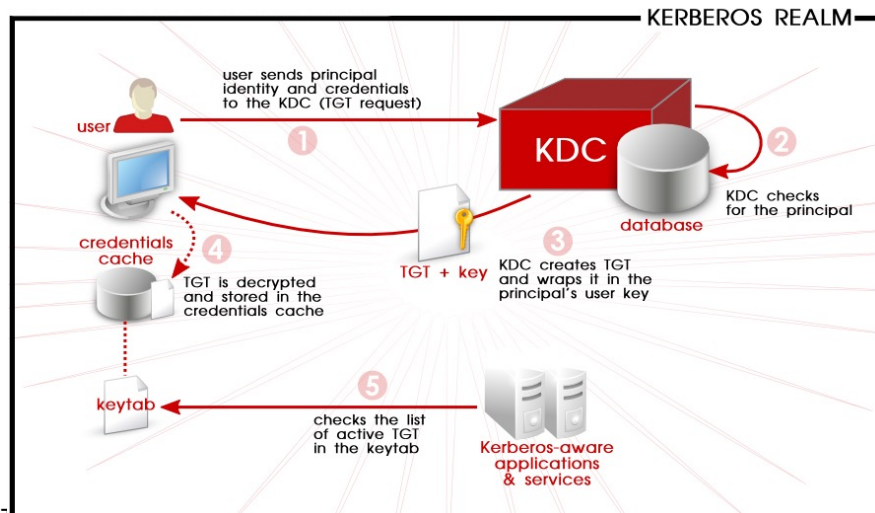 KERBEROS REALM
user sends principal
identity and credentials
to the KDC (TGT request)
user
1
KDC
2
KDC checks
for the principal
database
credentials
cache
4
TGT is decrypted
and stored in the
credentials cache
TGT + key
3
KDC creates TGT
and wraps it in the
principal's user key
keytab
5
checks the list
of active TGT
in the keytab
Kerberos-aware
applications
& services